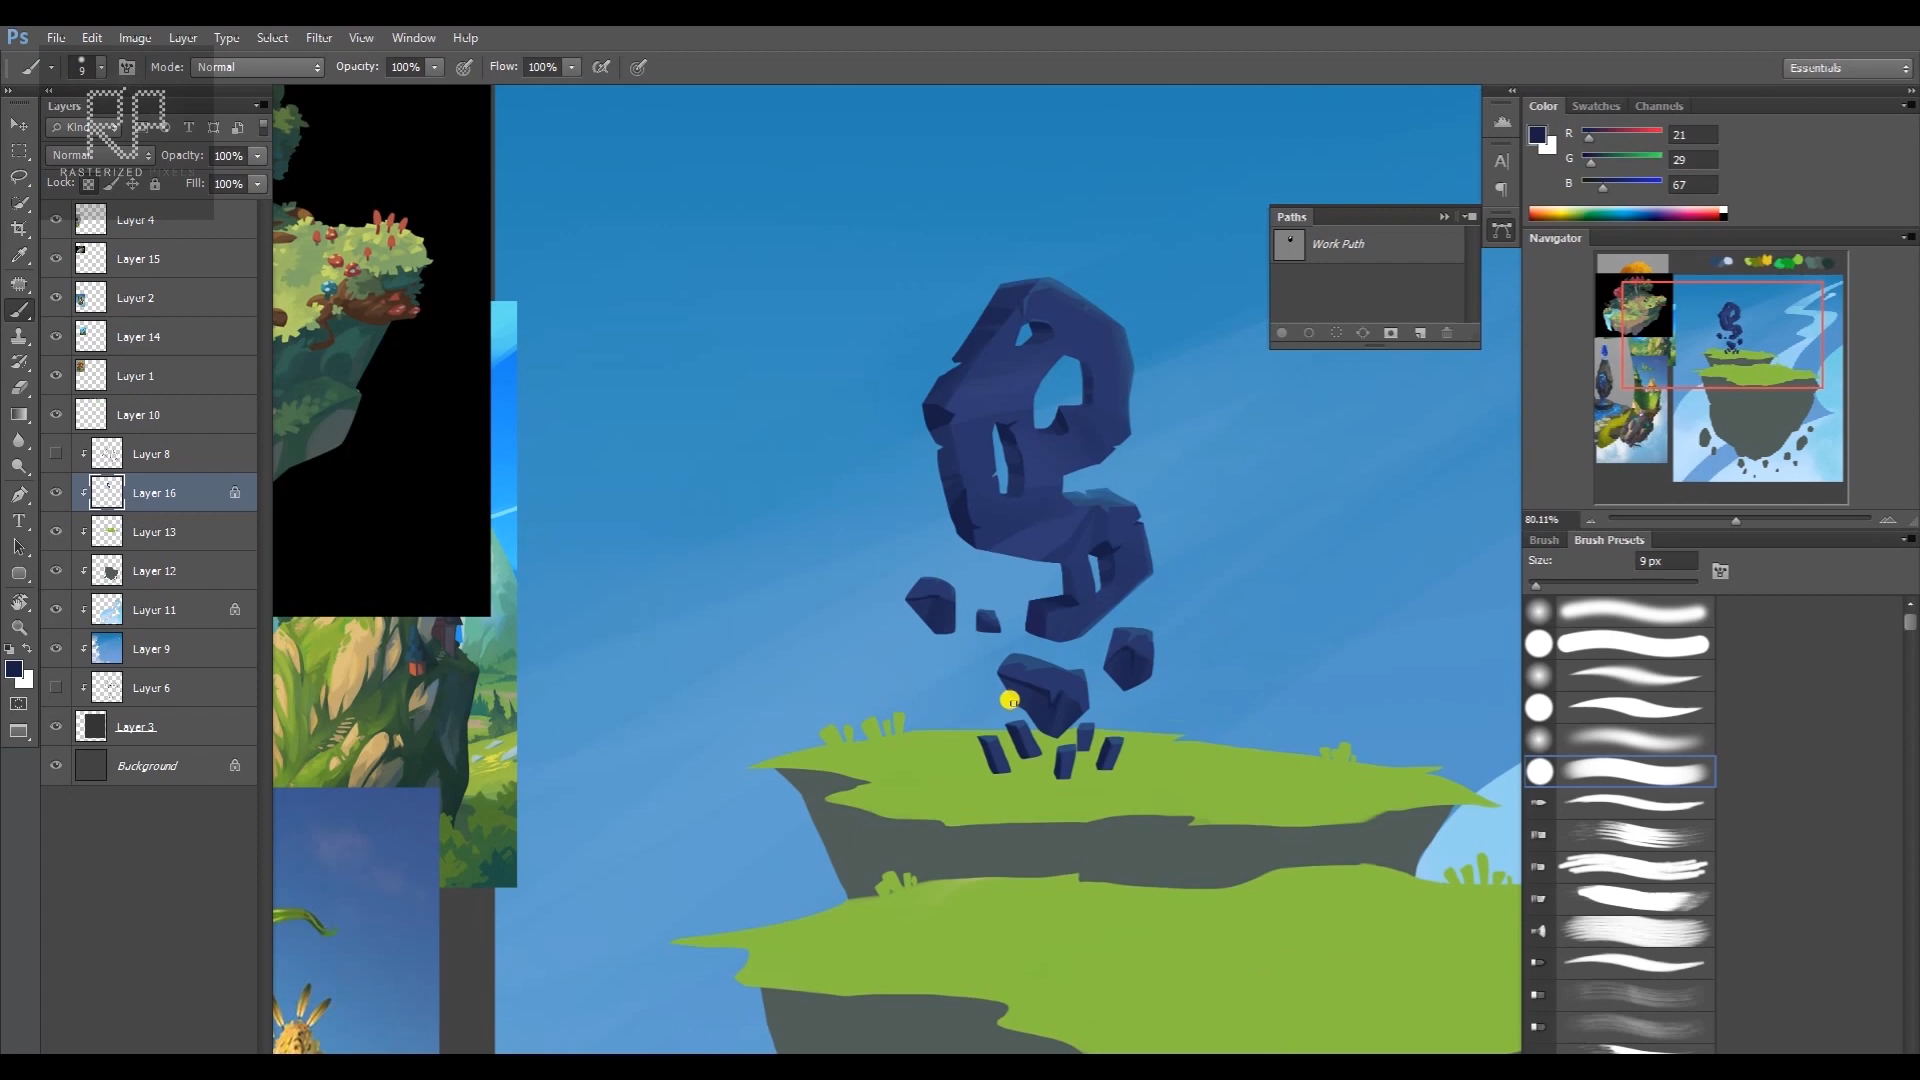 Ps File Edit Image Layer Type Select Filter View Window Help
9 Mode: Normal Opacity: 100% Flow: 100% Essentials
Layers
Kind T
Normal Opacity: 100%
RA
RASTERIZED PIXELS
Lock: Fill: 100%
Layer 4
Layer 15
Layer 2
Layer 14
Layer 1
Layer 10
Layer 8
Layer 16
Layer 13
Layer 12
Layer 11
Layer 9
Layer 6
Layer 3
Background
Paths
Work Path
Color Swatches Channels
R 21
G 29
B 67
Navigator
80.11%
Brush Brush Presets
Size: 9 px